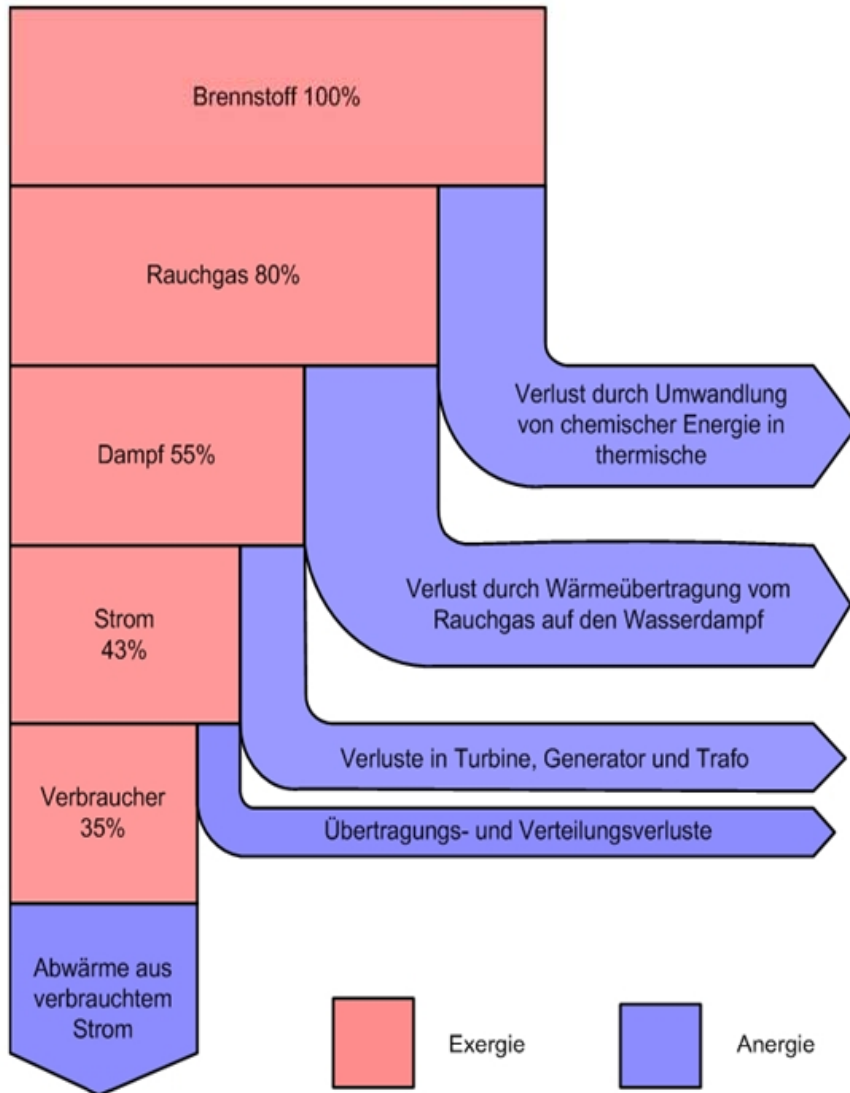 Brennstoff 100%
Rauchgas 80%
Verlust durch Umwandlung
von chemischer Energie in
thermische
Dampf 55%
Verlust durch Wärmeübertragung vom
Rauchgas auf den Wasserdampf
Strom
43%
Verluste in Turbine, Generator und Trafo
Verbraucher
35%
Übertragungs- und Verteilungsverluste
Abwärme aus
verbrauchtem
Strom
Exergie
Anergie